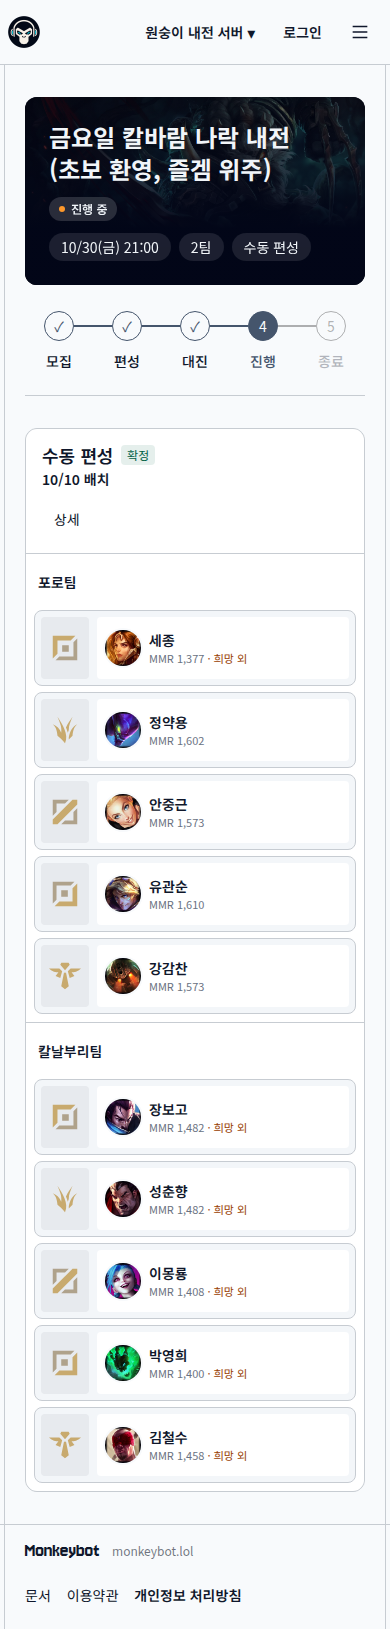 원숭이 내전 서버 ▾ 로그인
금요일 칼바람 나락 내전
(초보 환영, 즐겜 위주)
진행 중
10/30(금) 21:00 2팀 수동 편성
✓ ✓ ✓ 4 5
모집 편성 대진 진행 종료
수동 편성 확정
10/10 배치
상세
포로팀
세종
MMR 1,377 · 희망 외
정약용
MMR 1,602
안중근
MMR 1,573
유관순
MMR 1,610
강감찬
MMR 1,573
칼날부리팀
장보고
MMR 1,482 · 희망 외
성춘향
MMR 1,482 · 희망 외
이몽룡
MMR 1,408 · 희망 외
박영희
MMR 1,400 · 희망 외
김철수
MMR 1,458 · 희망 외
Monkeybot monkeybot.lol
문서 이용약관 개인정보 처리방침